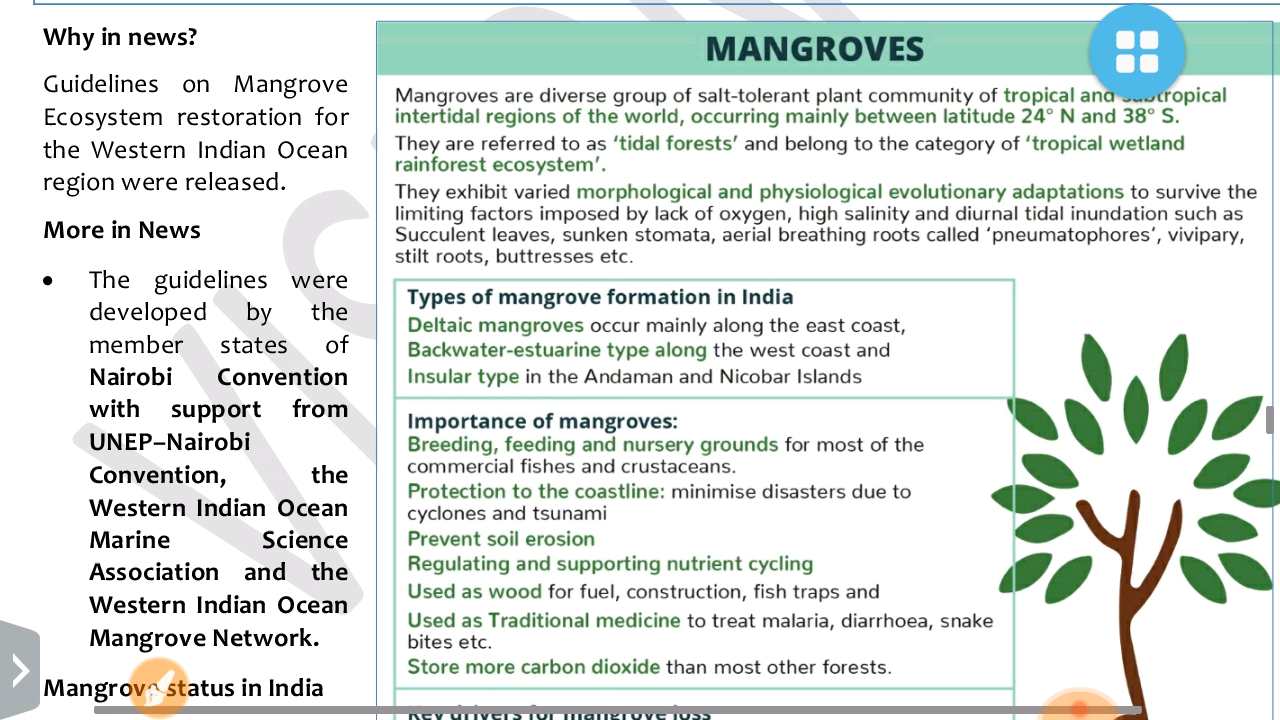 Why in news?
Guidelines on Mangrove
Ecosystem restoration for
the Western Indian Ocean
region were released.
More in News
• The guidelines were
developed by the
member states of
Nairobi Convention
with support from
UNEP–Nairobi
Convention, the
Western Indian Ocean
Marine Science
Association and the
Western Indian Ocean
Mangrove Network.
Mangrove status in India
MANGROVES
Mangroves are diverse group of salt-tolerant plant community of tropical and subtropical
intertidal regions of the world, occurring mainly between latitude 24° N and 38° S.
They are referred to as ‘tidal forests’ and belong to the category of ‘tropical wetland
rainforest ecosystem’.
They exhibit varied morphological and physiological evolutionary adaptations to survive the
limiting factors imposed by lack of oxygen, high salinity and diurnal tidal inundation such as
Succulent leaves, sunken stomata, aerial breathing roots called ‘pneumatophores’, vivipary,
stilt roots, buttresses etc.
Types of mangrove formation in India
Deltaic mangroves occur mainly along the east coast,
Backwater-estuarine type along the west coast and
Insular type in the Andaman and Nicobar Islands
Importance of mangroves:
Breeding, feeding and nursery grounds for most of the
commercial fishes and crustaceans.
Protection to the coastline: minimise disasters due to
cyclones and tsunami
Prevent soil erosion
Regulating and supporting nutrient cycling
Used as wood for fuel, construction, fish traps and
Used as Traditional medicine to treat malaria, diarrhoea, snake
bites etc.
Store more carbon dioxide than most other forests.
Key drivers for mangrove loss